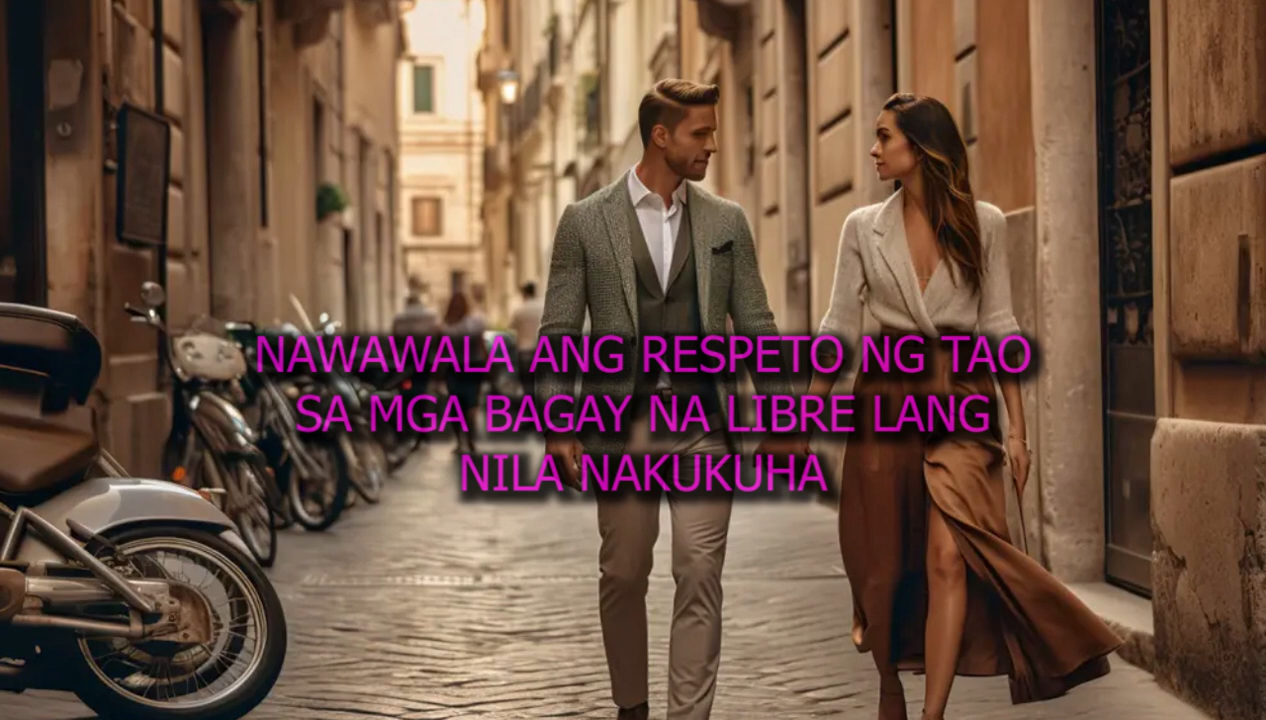 NAWAWALA ANG RESPETO NG TAO
SA MGA BAGAY NA LIBRE LANG
NILA NAKUKUHA